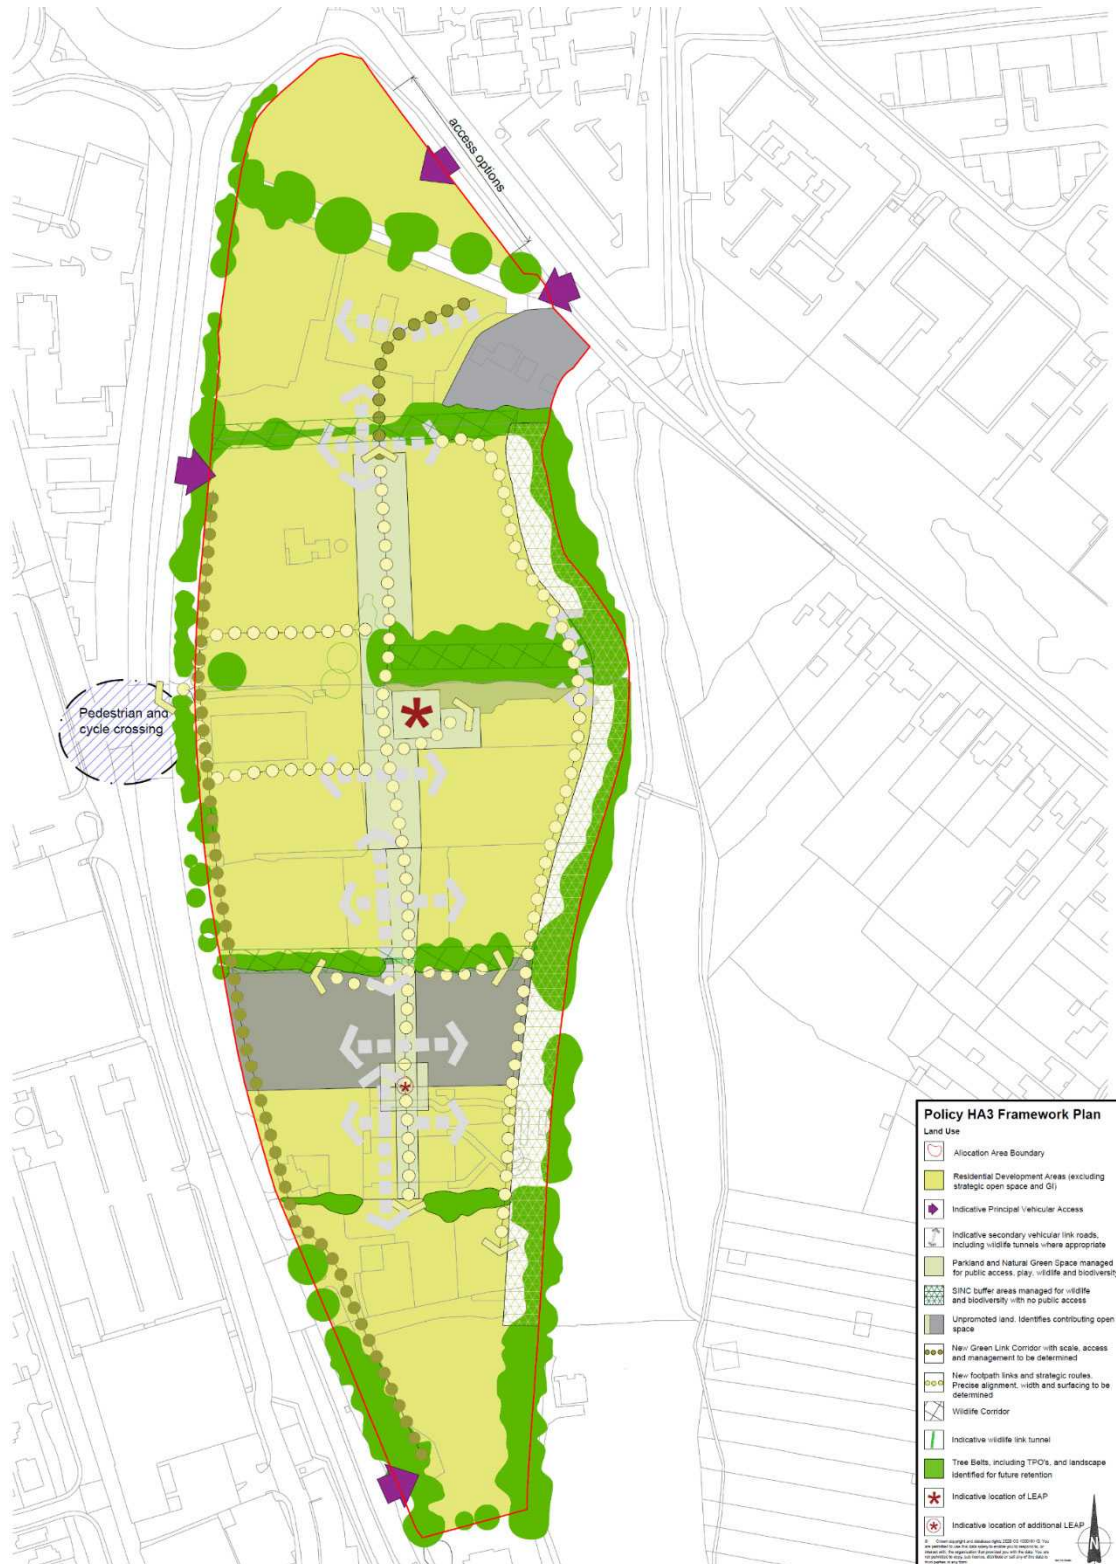 access options
Pedestrian and
cycle crossing
Policy HA3 Framework Plan
Land Use
Allocation Area Boundary
Residential Development Areas (excluding
strategic open space and GI)
Indicative Principal Vehicular Access
Indicative secondary vehicular link roads,
including wildlife tunnels where appropriate
Parkland and Natural Green Space managed
for public access, play, wildlife and biodiversity
SINC buffer areas managed for wildlife
and biodiversity with no public access
Unpromoted land. Identifies contributing open
space
New Green Link Corridor with scale, access
and management to be determined
New footpath links and strategic routes.
Precise alignment, width and surfacing to be
determined
Wildlife Corridor
Indicative wildlife link tunnel
Tree Belts, including TPO's, and landscape
identified for future retention
Indicative location of LEAP
Indicative location of additional LEAP
N